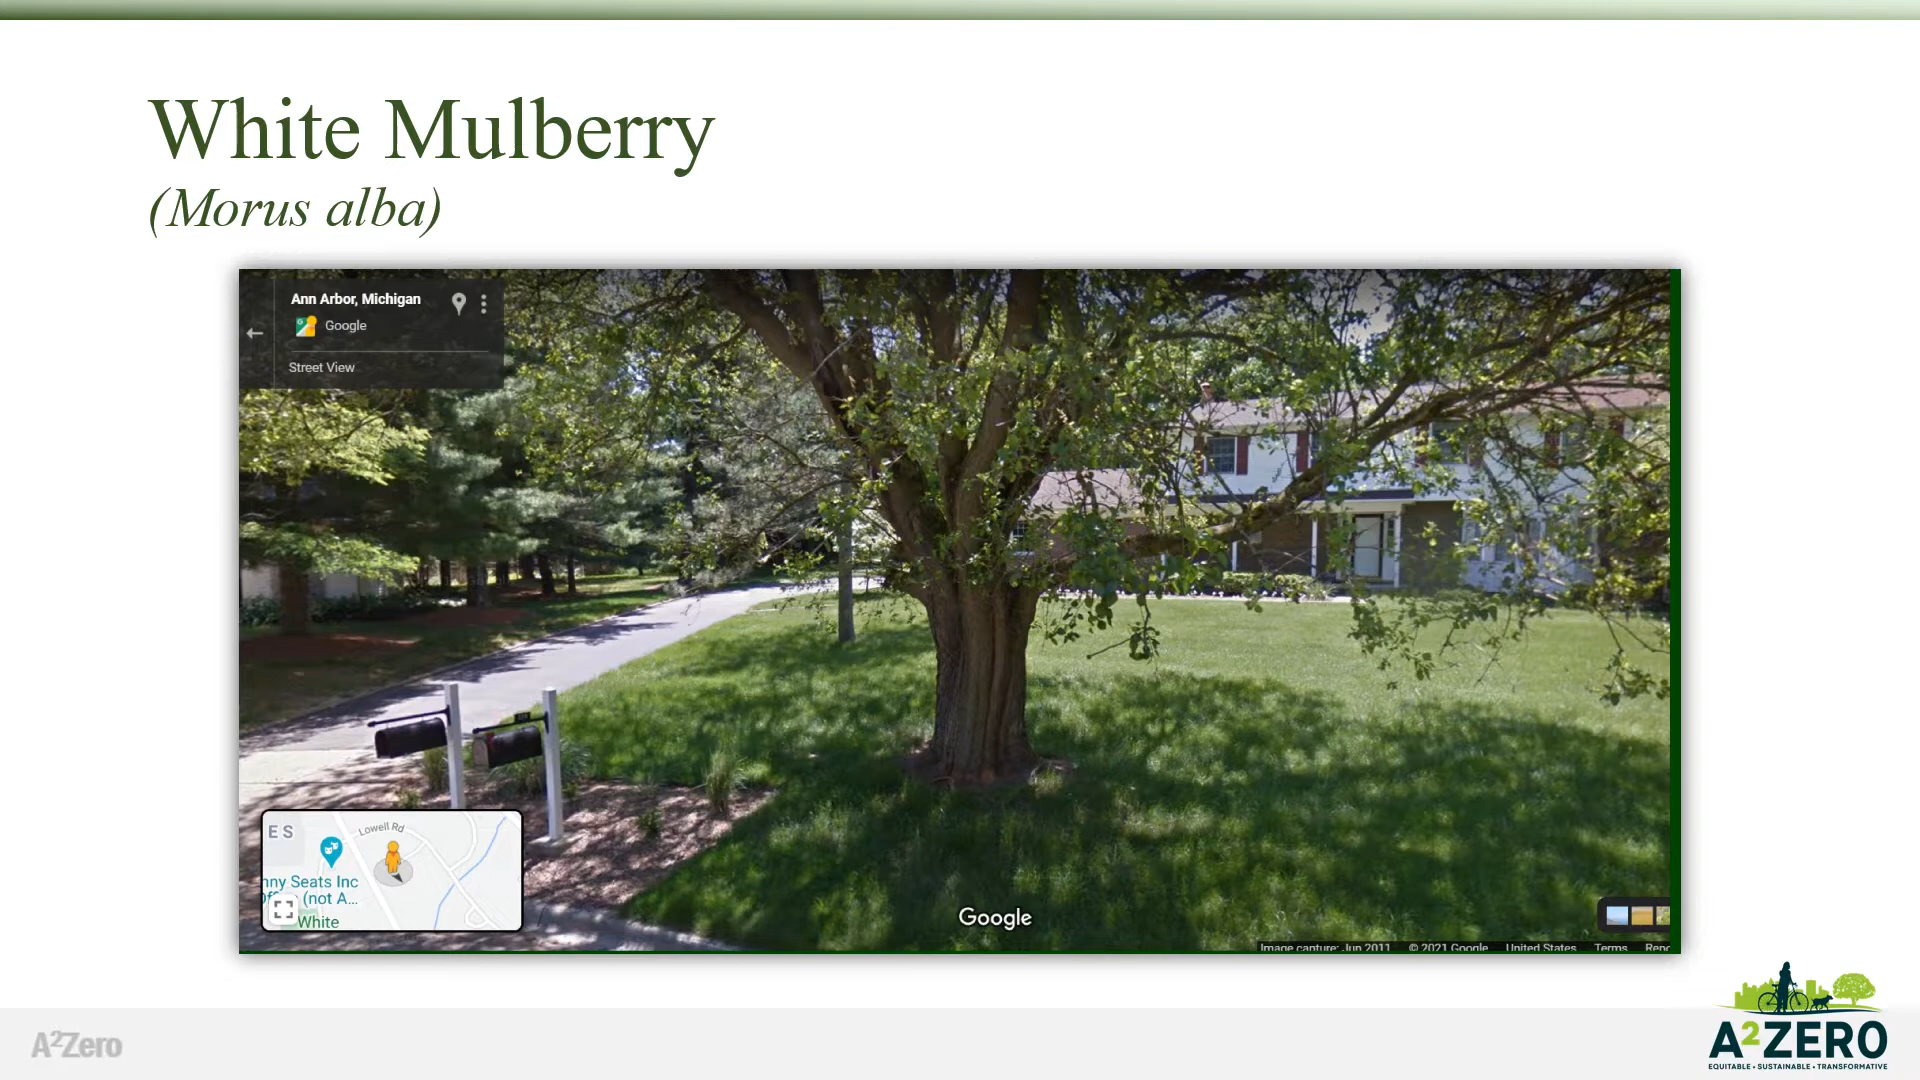 White Mulberry
(Morus alba)
Ann Arbor, Michigan
Google
Street View
Lowell Rd
E S
nny Seats Inc
(not A...
White
Google
Image capture: Jun 2011 © 2021 Google United States Terms Repo
A²Zero
A²ZERO
EQUITABLE • SUSTAINABLE • TRANSFORMATIVE